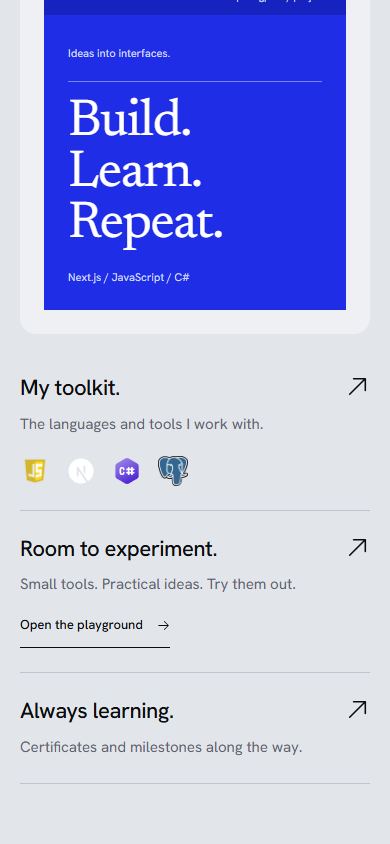 Ideas into interfaces.
Build.
Learn.
Repeat.
Next.js / JavaScript / C#
My toolkit.
The languages and tools I work with.
JS
N
C#
Room to experiment.
Small tools. Practical ideas. Try them out.
Open the playground
Always learning.
Certificates and milestones along the way.